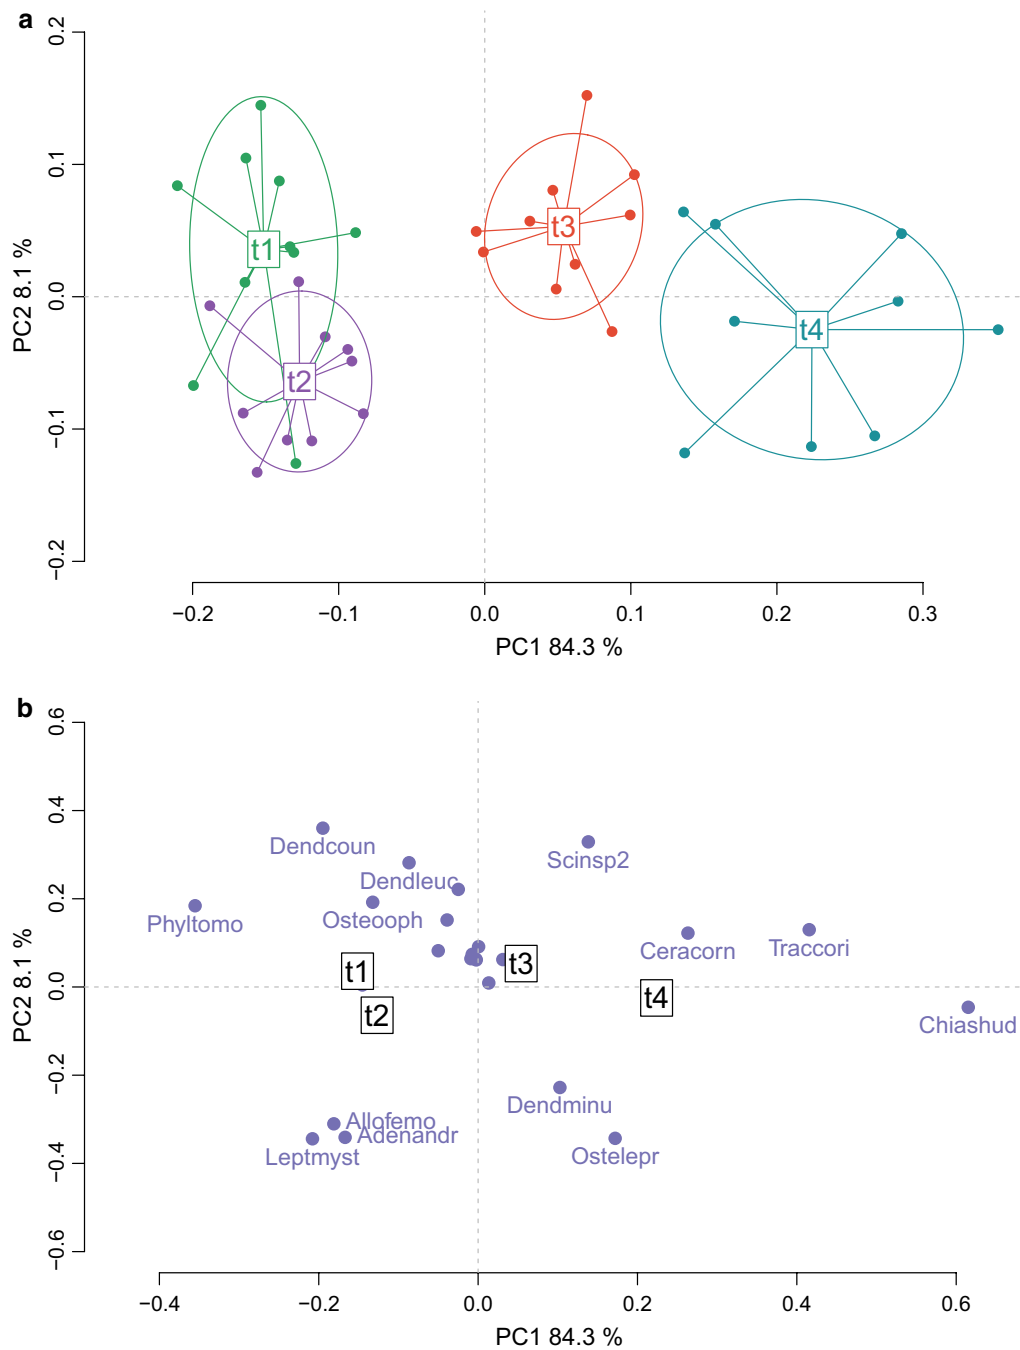 a
0.2
0.1
0.0
−0.1
−0.2
PC2 8.1 %
t1
t2
t3
t4
−0.2
−0.1
0.0
0.1
0.2
0.3
PC1 84.3 %
b
0.6
0.4
0.2
0.0
−0.2
−0.4
−0.6
PC2 8.1 %
Dendcoun
Scinsp2
Dendleuc
Phyltomo
Osteooph
Ceracorn
Traccori
t1
t3
t4
t2
Chiashud
Dendminu
Allofemo
Adenandr
Leptmyst
Ostelepr
−0.4
−0.2
0.0
0.2
0.4
0.6
PC1 84.3 %